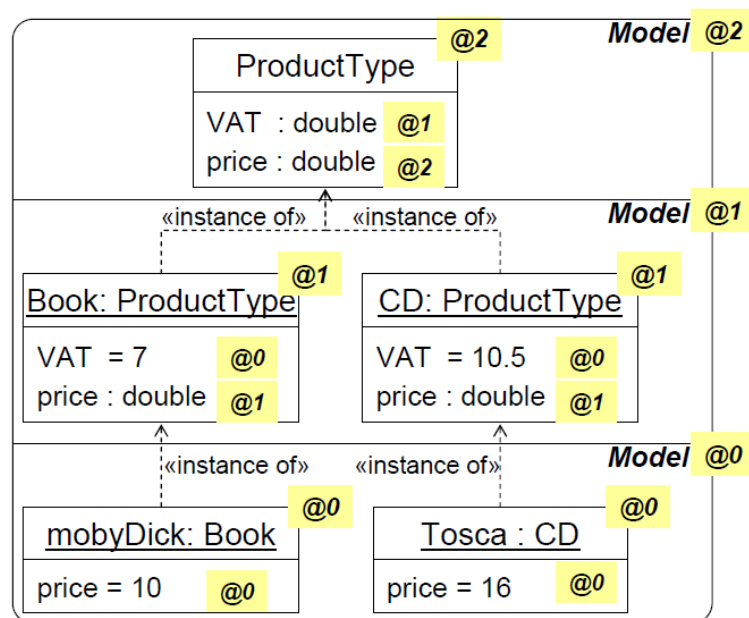 @2
Model @2
ProductType
VAT : double @1
price : double @2
«instance of» «instance of»
Model @1
@1 @1
Book: ProductType CD: ProductType
VAT = 7 @0 VAT = 10.5 @0
price : double @1 price : double @1
«instance of» «instance of»
Model @0
@0 @0
mobyDick: Book Tosca : CD
price = 10 @0 price = 16 @0